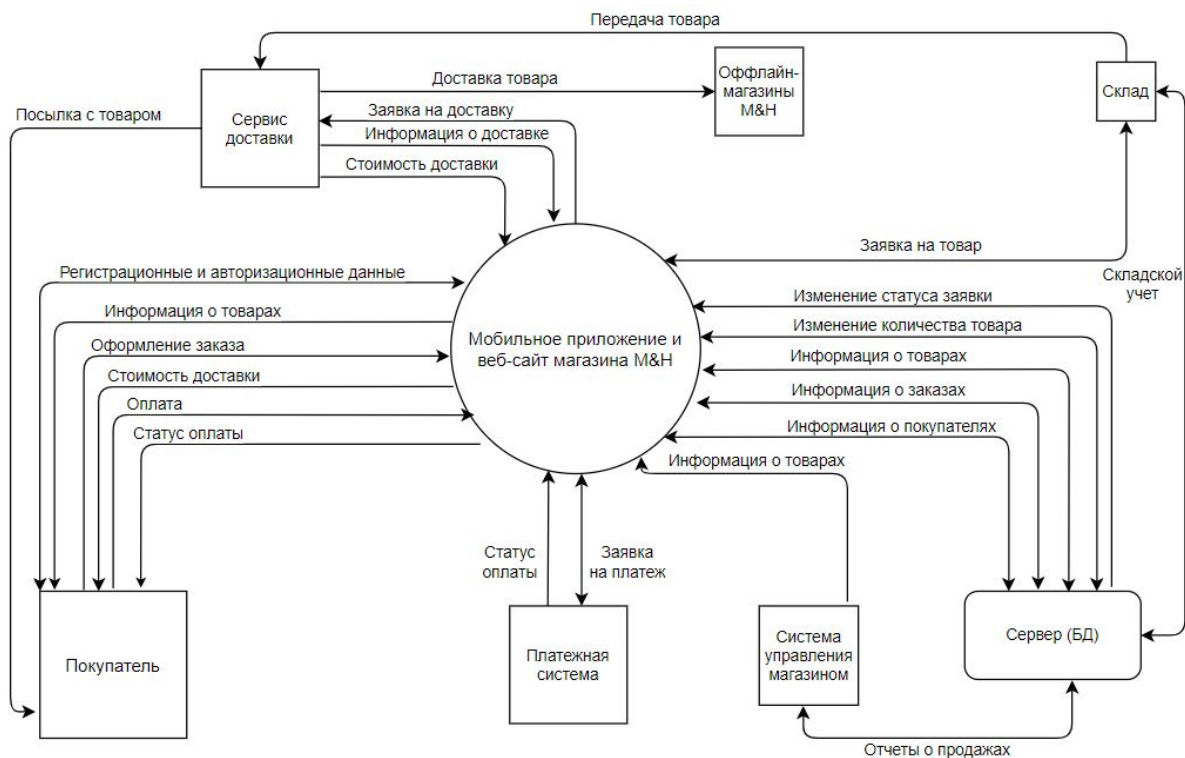 Передача товара
Оффлайн-
магазины
M&H
Доставка товара
Склад
Посылка с товаром
Сервис
доставки
Заявка на доставку
Информация о доставке
Стоимость доставки
Заявка на товар
Складской
учет
Регистрационные и авторизационные данные
Изменение статуса заявки
Информация о товарах
Изменение количества товара
Мобильное приложение и
веб-сайт магазина M&H
Оформление заказа
Информация о товарах
Стоимость доставки
Информация о заказах
Оплата
Информация о покупателях
Статус оплаты
Информация о товарах
Статус
оплаты
Заявка
на платеж
Покупатель
Платежная
система
Система
управления
магазином
Сервер (БД)
Отчеты о продажах